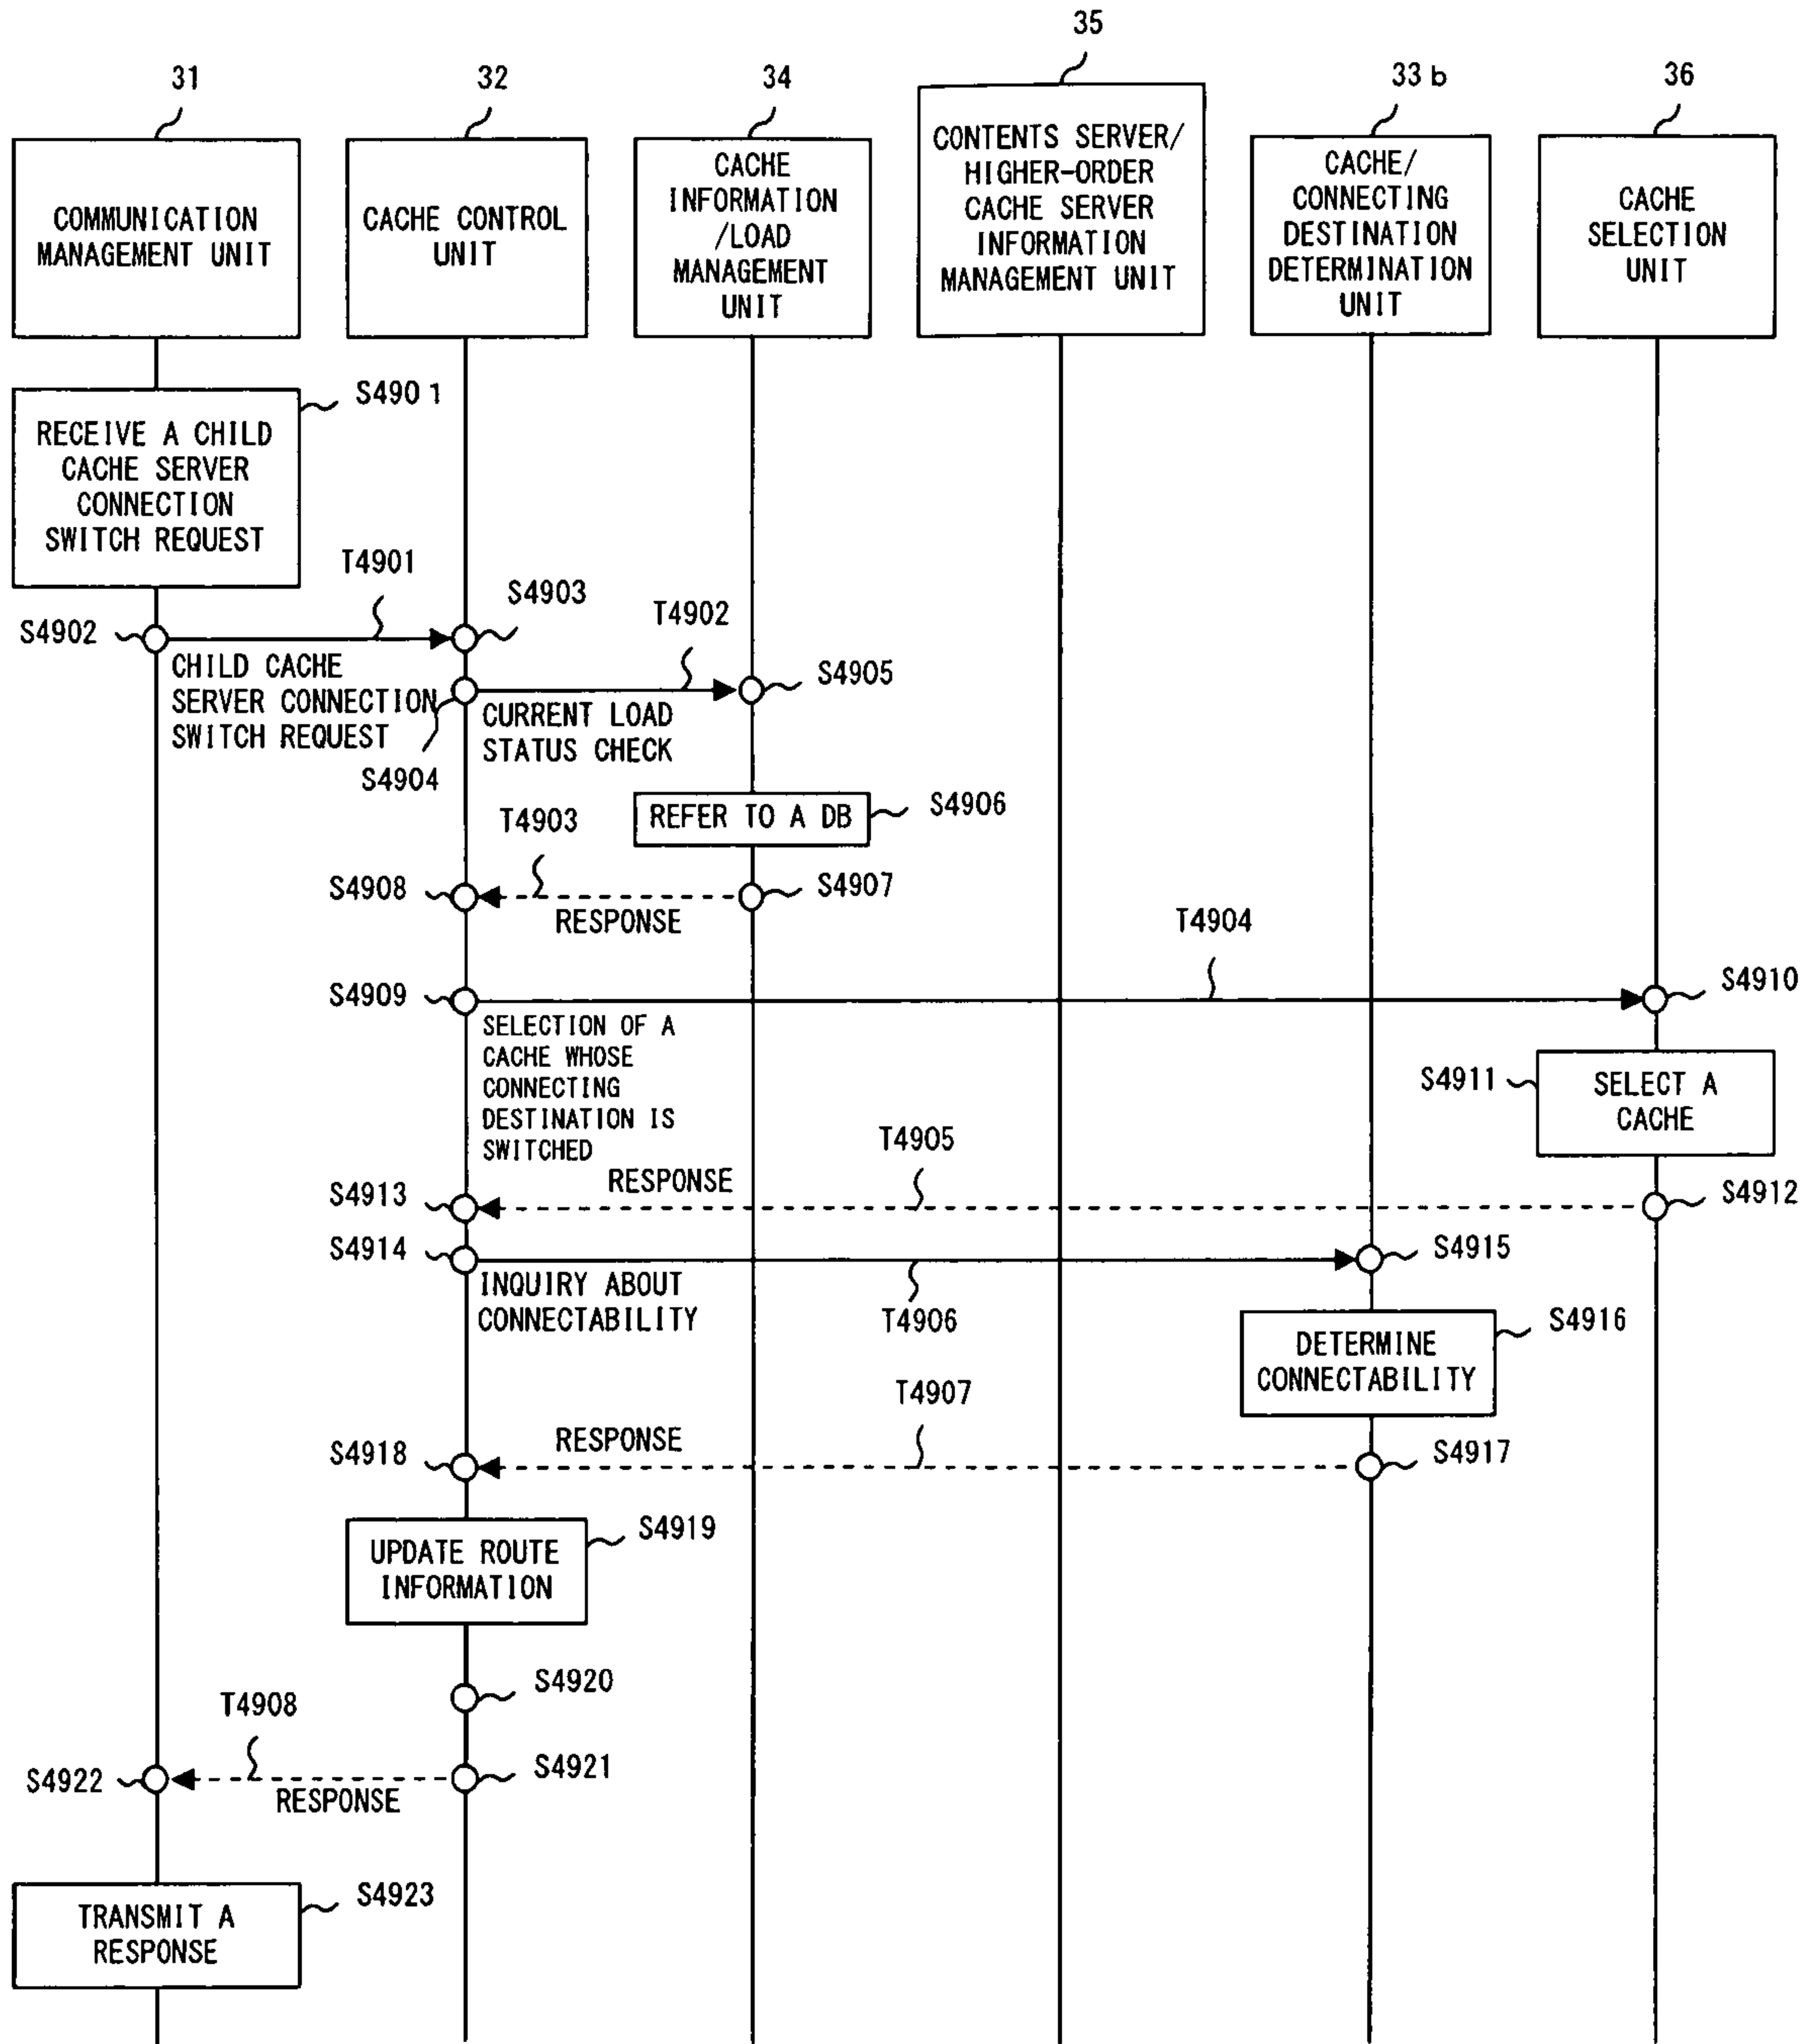 31
32
34
35
33b
36
COMMUNICATION
MANAGEMENT UNIT
CACHE CONTROL
UNIT
CACHE
INFORMATION
/LOAD
MANAGEMENT
UNIT
CONTENTS SERVER/
HIGHER-ORDER
CACHE SERVER
INFORMATION
MANAGEMENT UNIT
CACHE/
CONNECTING
DESTINATION
DETERMINATION
UNIT
CACHE
SELECTION
UNIT
S4901
RECEIVE A CHILD
CACHE SERVER
CONNECTION
SWITCH REQUEST
T4901
S4903
S4902
CHILD CACHE
SERVER CONNECTION
SWITCH REQUEST
T4902
S4905
S4904
CURRENT LOAD
STATUS CHECK
REFER TO A DB
S4906
T4903
S4908
S4907
RESPONSE
T4904
S4909
S4910
SELECTION OF A
CACHE WHOSE
CONNECTING
DESTINATION IS
SWITCHED
S4911
SELECT A
CACHE
T4905
RESPONSE
S4913
S4912
S4914
S4915
INQUIRY ABOUT
CONNECTABILITY
T4906
S4916
DETERMINE
CONNECTABILITY
T4907
RESPONSE
S4918
S4917
S4919
UPDATE ROUTE
INFORMATION
S4920
T4908
S4922
S4921
RESPONSE
S4923
TRANSMIT A
RESPONSE